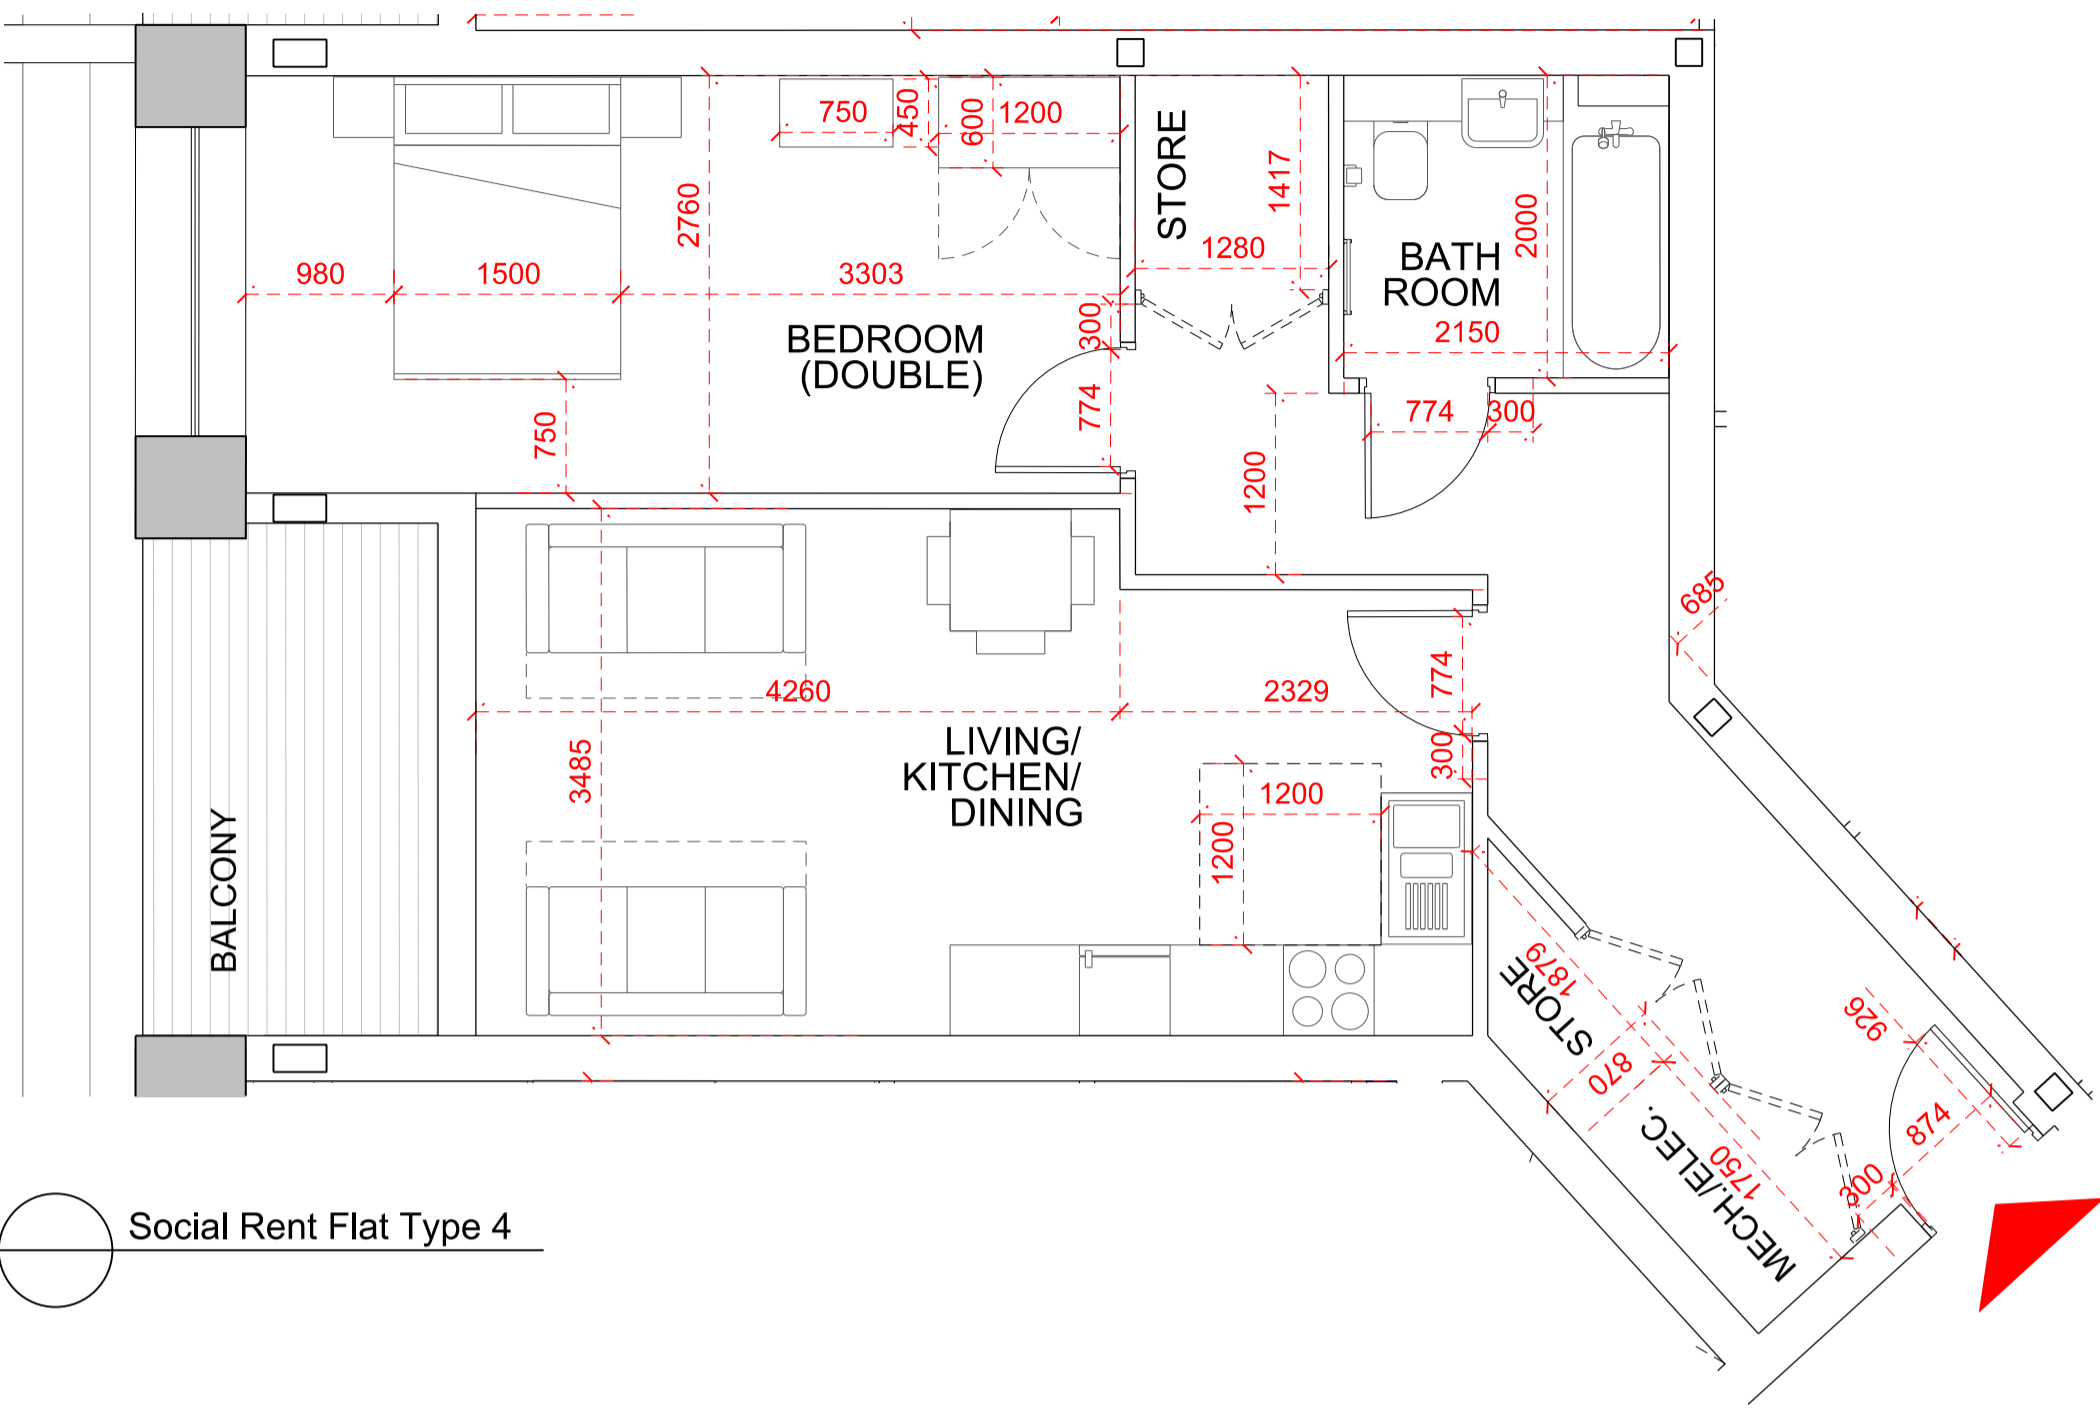 750
450
600
1200
STORE
1417
2760
2000
1280
BATH
ROOM
980
1500
3303
2150
300
BEDROOM
(DOUBLE)
774
774
300
750
1200
685
774
4260
2329
300
LIVING/
KITCHEN/
DINING
3485
1200
1200
BALCONY
STORE
1879
870
926
874
300
MECH./ELEC.
1750
Social Rent Flat Type 4